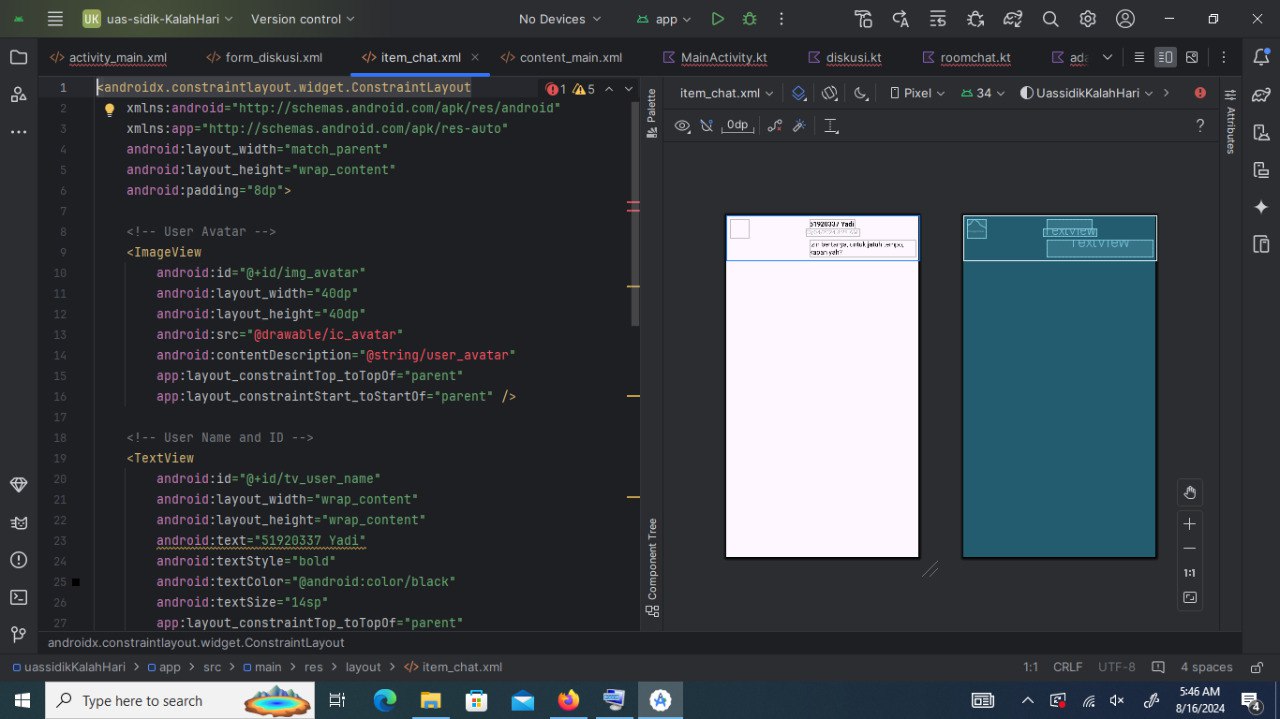 UK uas-sidik-KalahHari Version control No Devices app
activity_main.xml form_diskusi.xml item_chat.xml content_main.xml MainActivity.kt diskusi.kt roomchat.kt ada
1 <androidx.constraintlayout.widget.ConstraintLayout 1 5
2 xmlns:android="http://schemas.android.com/apk/res/android"
3 xmlns:app="http://schemas.android.com/apk/res-auto"
4 android:layout_width="match_parent"
5 android:layout_height="wrap_content"
6 android:padding="8dp">
7
8 <!-- User Avatar -->
9 <ImageView
10 android:id="@+id/img_avatar"
11 android:layout_width="40dp"
12 android:layout_height="40dp"
13 android:src="@drawable/ic_avatar"
14 android:contentDescription="@string/user_avatar"
15 app:layout_constraintTop_toTopOf="parent"
16 app:layout_constraintStart_toStartOf="parent" />
17
18 <!-- User Name and ID -->
19 <TextView
20 android:id="@+id/tv_user_name"
21 android:layout_width="wrap_content"
22 android:layout_height="wrap_content"
23 android:text="51920337 Yadi"
24 android:textStyle="bold"
25 android:textColor="@android:color/black"
26 android:textSize="14sp"
27 app:layout_constraintTop_toTopOf="parent"
Palette
Component Tree
item_chat.xml Pixel 34 UassidikKalahHari
0dp ?
Attributes
51920337 Yadi
bertanya, untuk jatuh tempo,
kapan yah?
TextView
TextView
1:1
androidx.constraintlayout.widget.ConstraintLayout
uassidikKalahHari app src main res layout item_chat.xml 1:1 CRLF UTF-8 4 spaces
Type here to search
:46 AM
8/16/2024
4